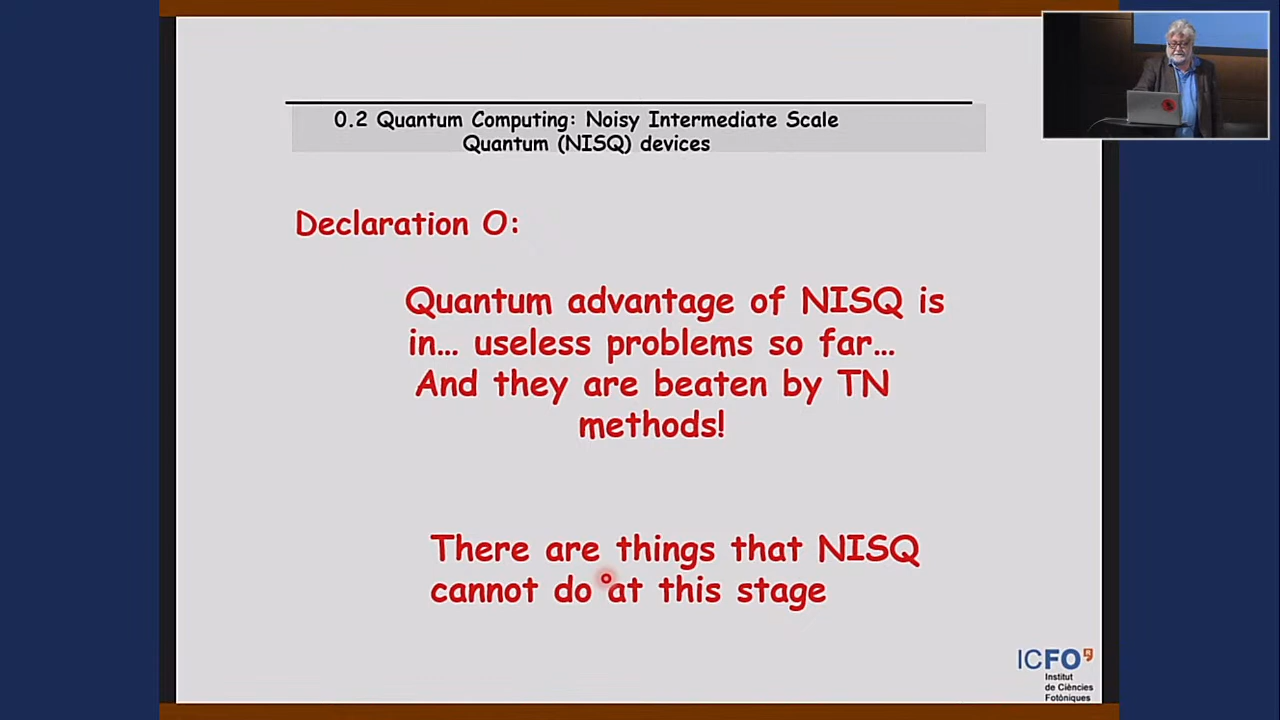 0.2 Quantum Computing: Noisy Intermediate Scale
Quantum (NISQ) devices
Declaration O:
Quantum advantage of NISQ is
in… useless problems so far…
And they are beaten by TN
methods!
There are things that NISQ
cannot do at this stage
ICFO
Institut
de Ciències
Fotòniques